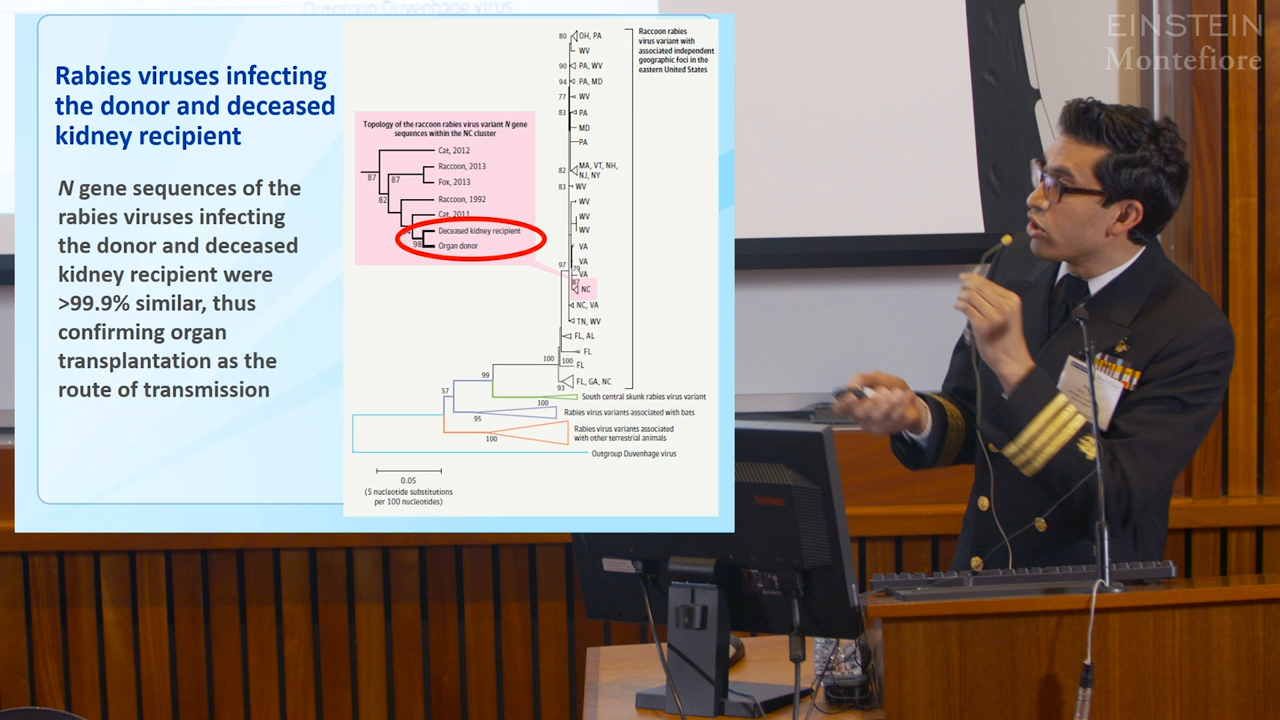 Outgroup Duvenhage virus
EINSTEIN
Montefiore
Rabies viruses infecting
the donor and deceased
kidney recipient
N gene sequences of the
rabies viruses infecting
the donor and deceased
kidney recipient were
>99.9% similar, thus
confirming organ
transplantation as the
route of transmission
Topology of the raccoon rabies virus variant N gene
sequences within the NC cluster
Cat, 2012
87
Raccoon, 2013
87
Fox, 2013
82
Raccoon, 1992
Cat, 2011
Deceased kidney recipient
98
Organ donor
Raccoon rabies
virus variant with
associated independent
geographic foci in the
eastern United States
80 OH, PA
WV
90 PA, WV
94 PA, MD
77 WV
83 PA
MD
PA
82 MA, VT, NH,
NJ, NY
83 WV
WV
WV
WV
VA
VA
97 79
VA
87
NC
NC, VA
TN, WV
FL, AL
FL
100 100
FL
93 FL, GA, NC
99
South central skunk rabies virus variant
100
57
Rabies virus variants associated with bats
95
Rabies virus variants associated
with other terrestrial animals
100
Outgroup Duvenhage virus
0.05
(5 nucleotide substitutions
per 100 nucleotides)